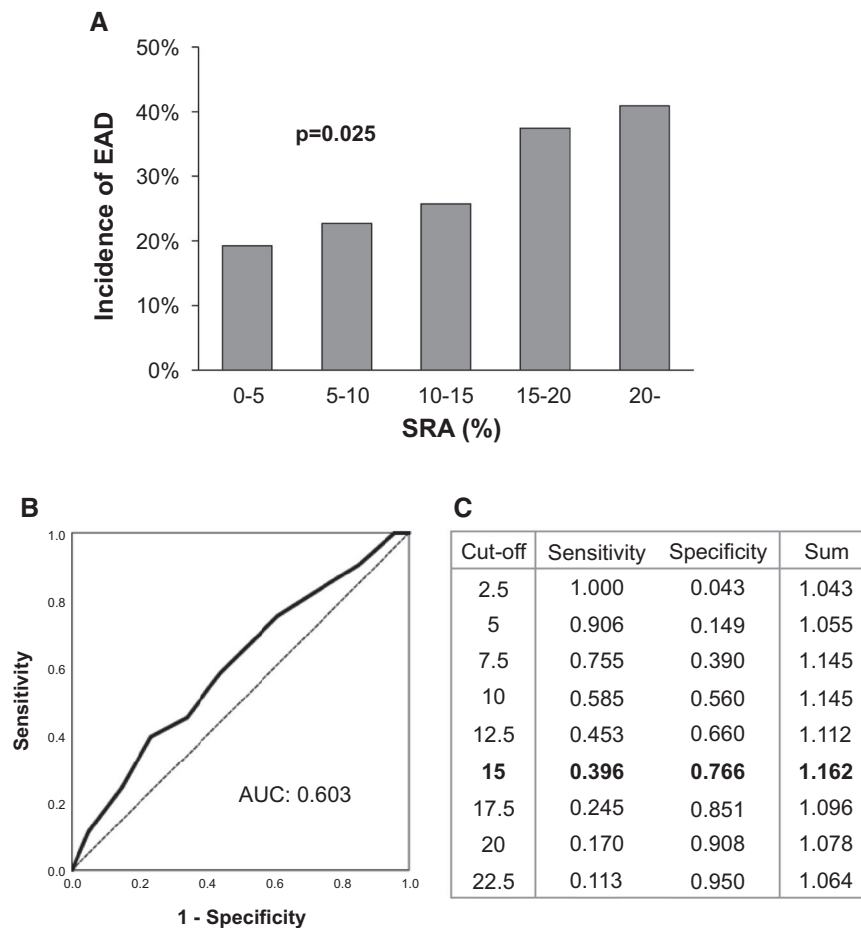 A
50%
40%
30%
20%
10%
0%
Incidence of EAD
p=0.025
0-5 5-10 10-15 15-20 20-
SRA (%)
B
1.0
0.8
0.6
0.4
0.2
0.0
Sensitivity
AUC: 0.603
0.0 0.2 0.4 0.6 0.8 1.0
1 - Specificity
C
Cut-off Sensitivity Specificity Sum
2.5 1.000 0.043 1.043
5 0.906 0.149 1.055
7.5 0.755 0.390 1.145
10 0.585 0.560 1.145
12.5 0.453 0.660 1.112
15 0.396 0.766 1.162
17.5 0.245 0.851 1.096
20 0.170 0.908 1.078
22.5 0.113 0.950 1.064